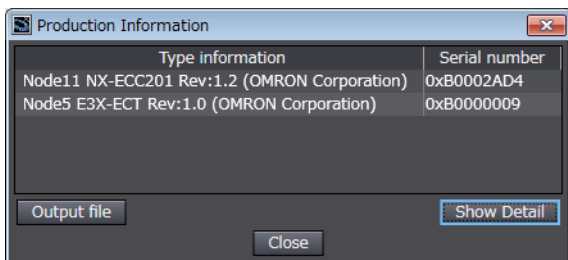 Production Information
Type information Serial number
Node11 NX-ECC201 Rev:1.2 (OMRON Corporation) 0xB0002AD4
Node5 E3X-ECT Rev:1.0 (OMRON Corporation) 0xB0000009
Output file Show Detail
Close